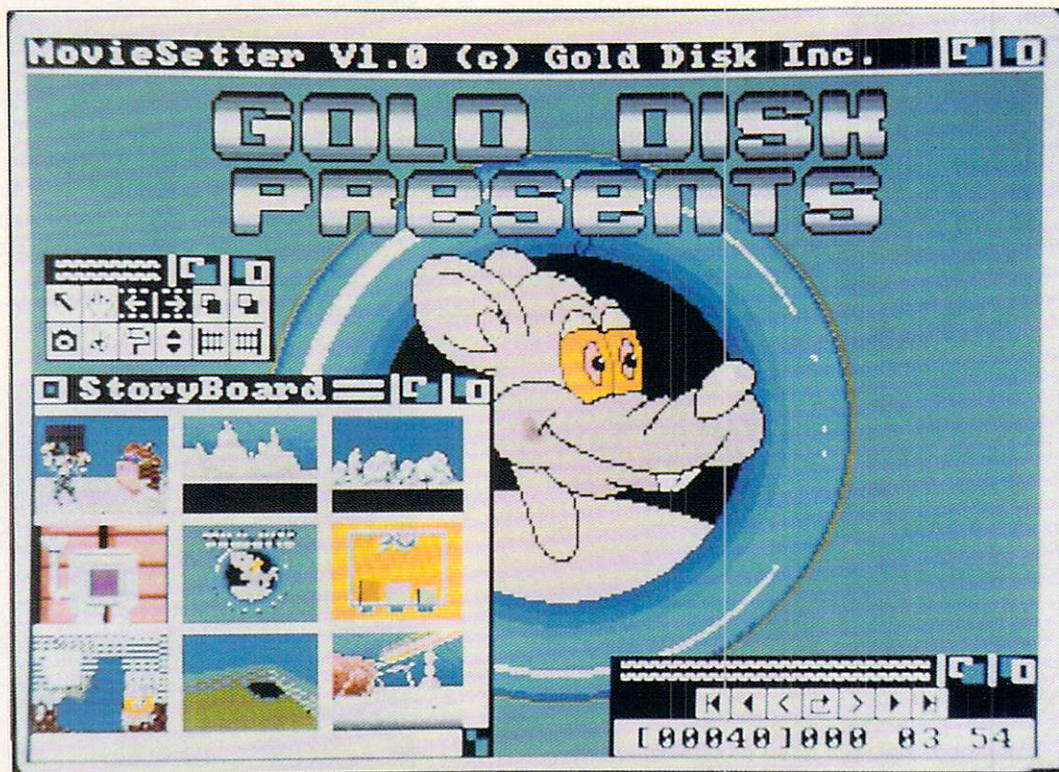 MovieSetter V1.0 (c) Gold Disk Inc.
GOLD DISK
PRESENTS
StoryBoard
[00040]000 03 54